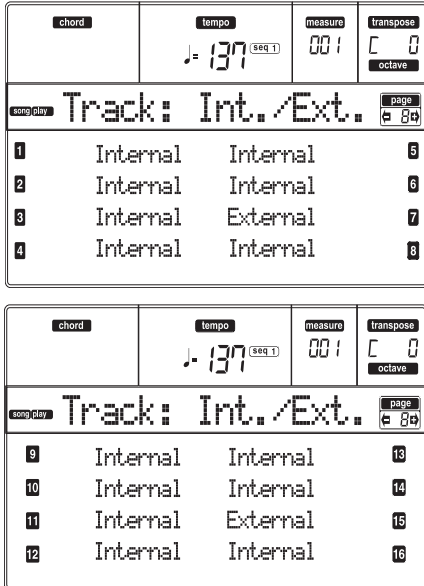 chord tempo measure transpose
♩= 137 seq 1 001 C 0
octave
song play Track: Int./Ext. page 8
1 Internal Internal 5
2 Internal Internal 6
3 Internal External 7
4 Internal Internal 8
chord tempo measure transpose
♩= 137 seq 1 001 C 0
octave
song play Track: Int./Ext. page 8
9 Internal Internal 13
10 Internal Internal 14
11 Internal External 15
12 Internal Internal 16